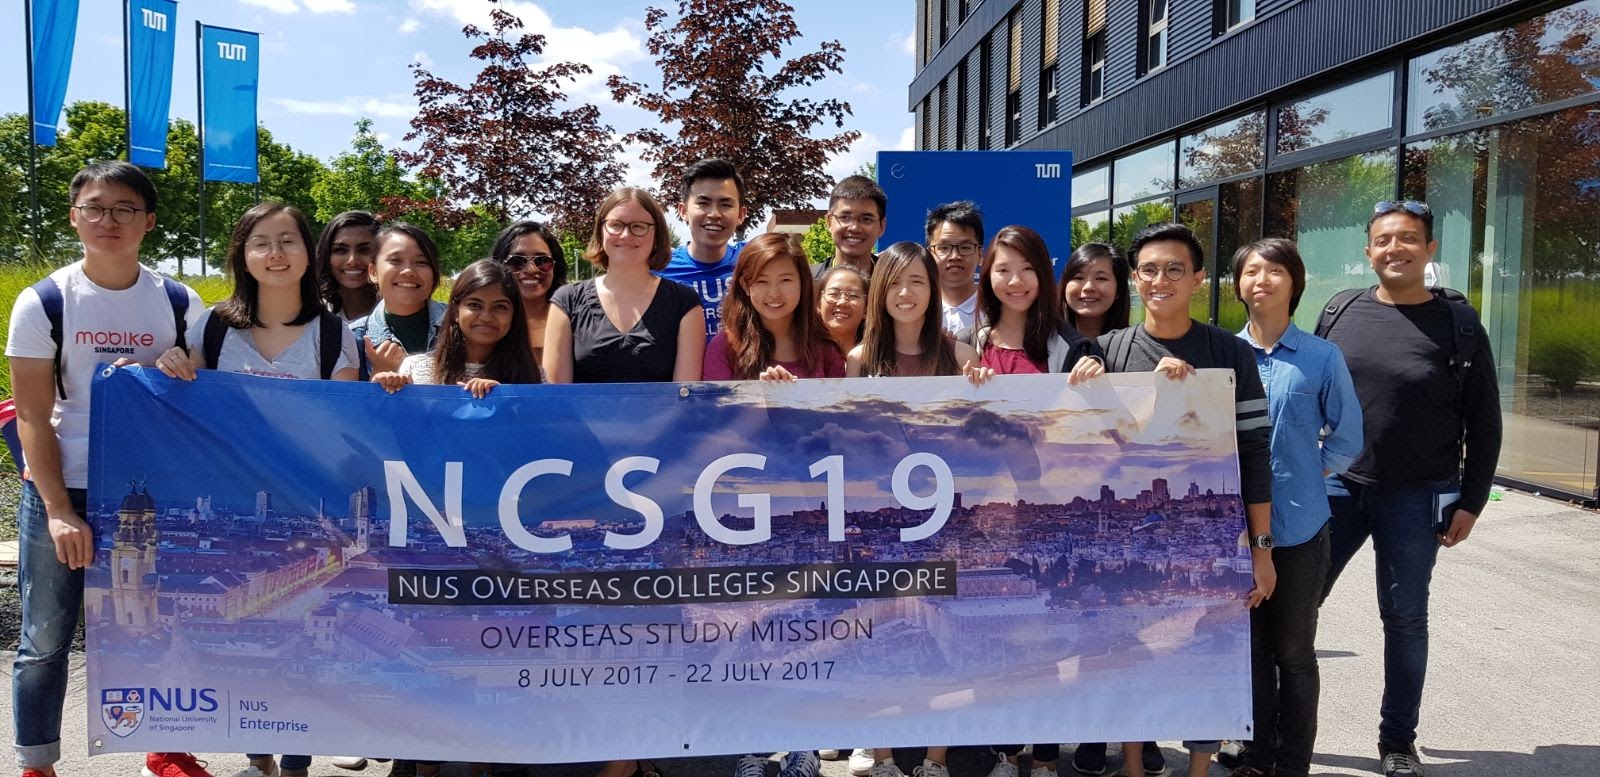 TUM
TUM
TUM
mobike
SINGAPORE
NUS
NCSG19
NUS OVERSEAS COLLEGES SINGAPORE
OVERSEAS STUDY MISSION
8 JULY 2017 - 22 JULY 2017
NUS
National University
of Singapore
NUS
Enterprise